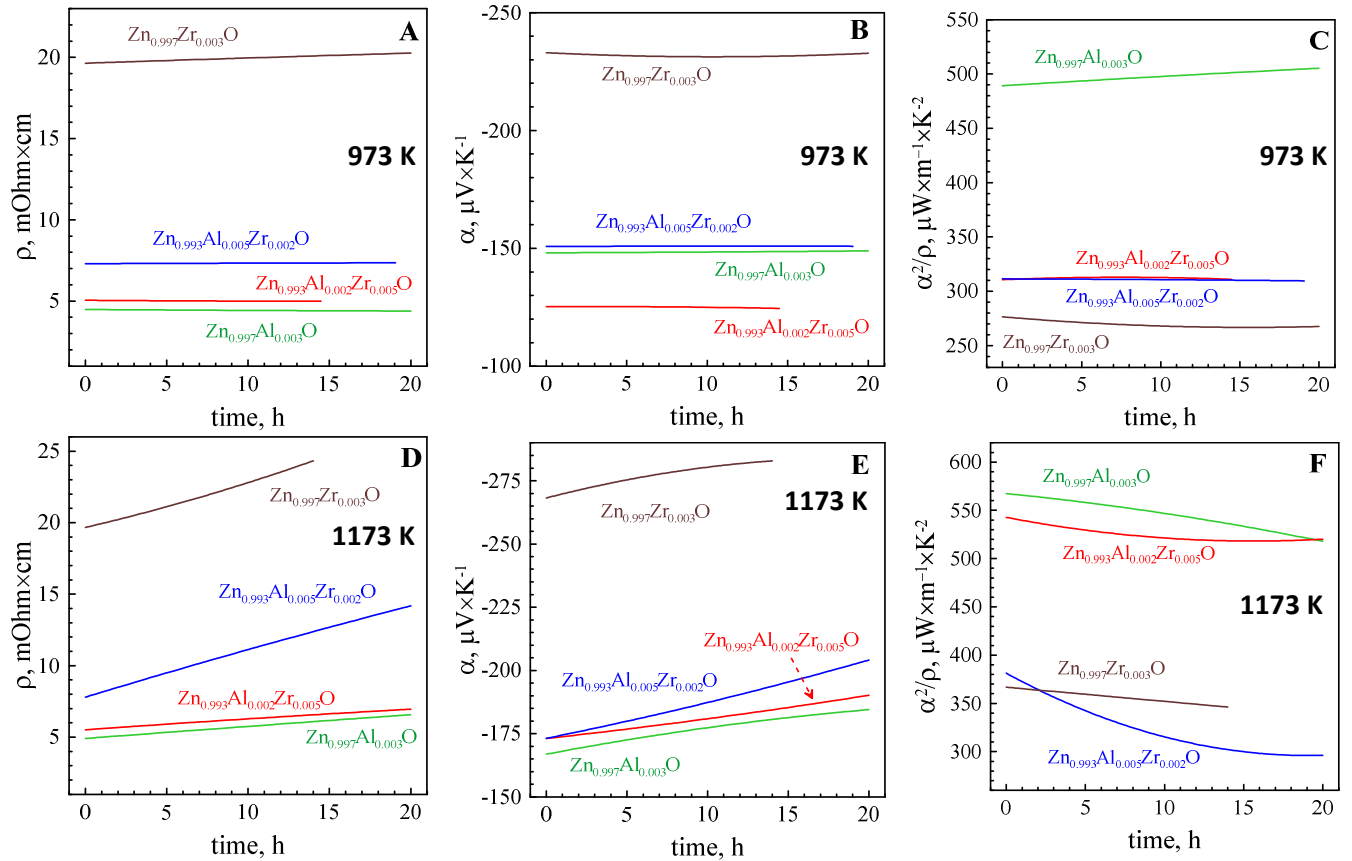 A
ρ, mOhm×cm
20
15
10
5
Zn0.997Zr0.003O
973 K
Zn0.993Al0.005Zr0.002O
Zn0.993Al0.002Zr0.005O
Zn0.997Al0.003O
0 5 10 15 20
time, h
B
α, µV×K-1
-250
-200
-150
-100
Zn0.997Zr0.003O
973 K
Zn0.993Al0.005Zr0.002O
Zn0.997Al0.003O
Zn0.993Al0.002Zr0.005O
0 5 10 15 20
time, h
C
α2/ρ, µW×m−1×K-2
550
500
450
400
350
300
250
Zn0.997Al0.003O
973 K
Zn0.993Al0.002Zr0.005O
Zn0.993Al0.005Zr0.002O
Zn0.997Zr0.003O
0 5 10 15 20
time, h
D
ρ, mOhm×cm
25
20
15
10
5
Zn0.997Zr0.003O
1173 K
Zn0.993Al0.005Zr0.002O
Zn0.993Al0.002Zr0.005O
Zn0.997Al0.003O
0 5 10 15 20
time, h
E
α, µV×K-1
-275
-250
-225
-200
-175
-150
1173 K
Zn0.997Zr0.003O
Zn0.993Al0.002Zr0.005O
Zn0.993Al0.005Zr0.002O
Zn0.997Al0.003O
0 5 10 15 20
time, h
F
α2/ρ, µW×m−1×K-2
600
550
500
450
400
350
300
Zn0.997Al0.003O
Zn0.993Al0.002Zr0.005O
1173 K
Zn0.997Zr0.003O
Zn0.993Al0.005Zr0.002O
0 5 10 15 20
time, h